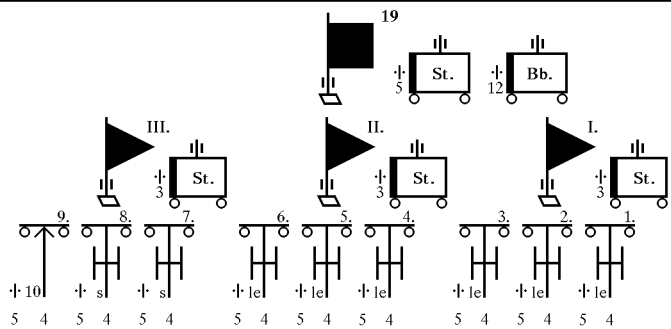 19
St. Bb.
5 12
III. II. I.
St. St. St.
3 3 3
9. 8. 7. 6. 5. 4. 3. 2. 1.
10 s s le le le le le le
5 4 5 4 5 4 5 4 5 4 5 4 5 4 5 4 5 4